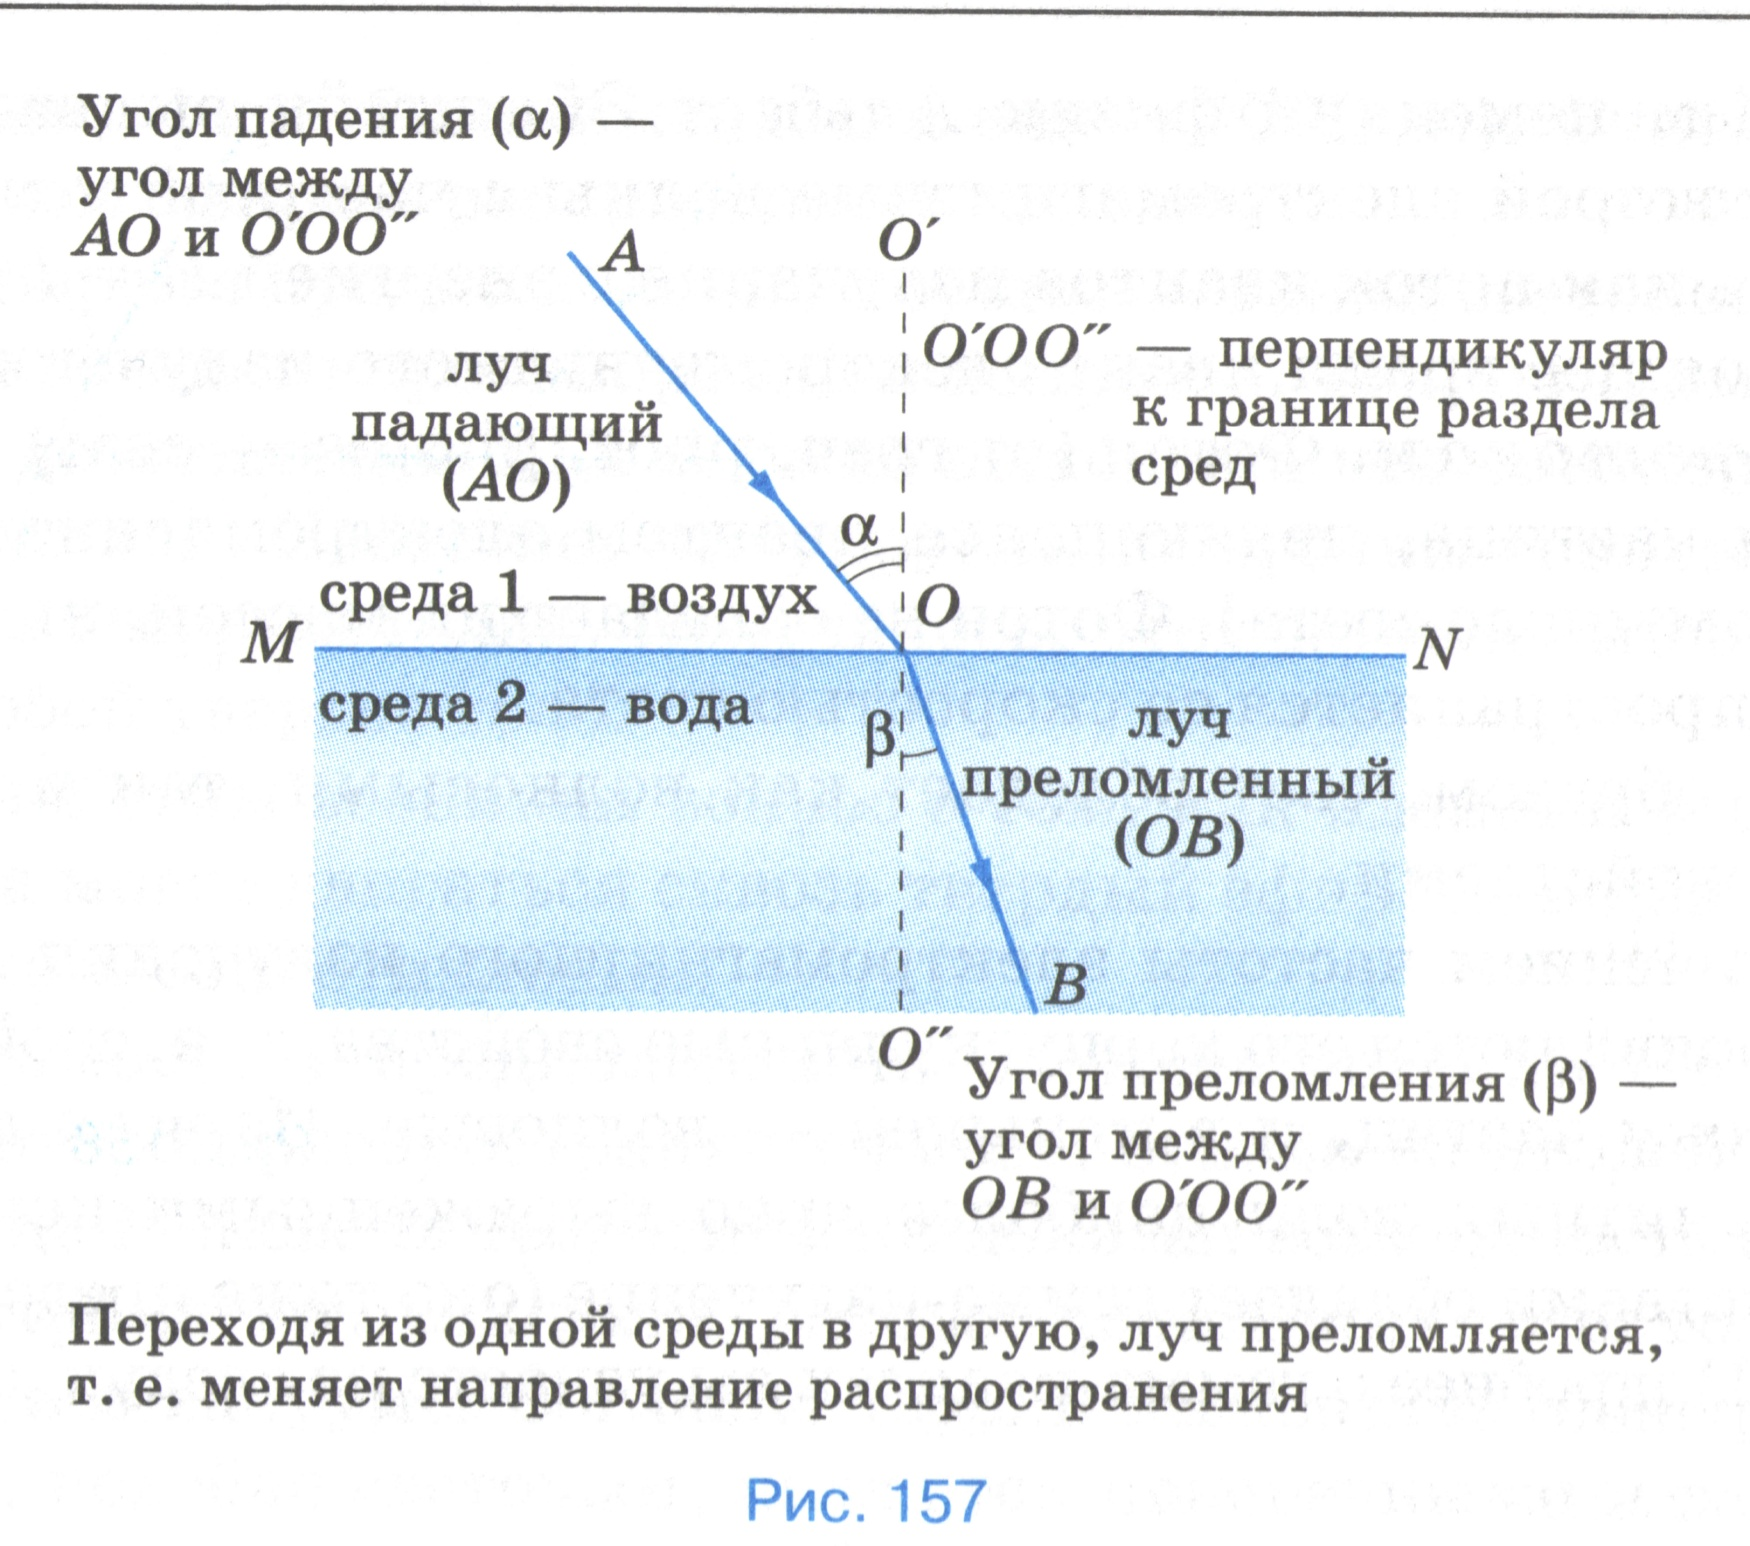 Угол падения (α) —
угол между
AO и O′OO″
A
O′
O′OO″ — перпендикуляр
к границе раздела
сред
луч
падающий
(AO)
α
среда 1 — воздух
O
M
N
среда 2 — вода
β
луч
преломленный
(OB)
B
O″
Угол преломления (β) —
угол между
OB и O′OO″
Переходя из одной среды в другую, луч преломляется,
т. е. меняет направление распространения
Рис. 157